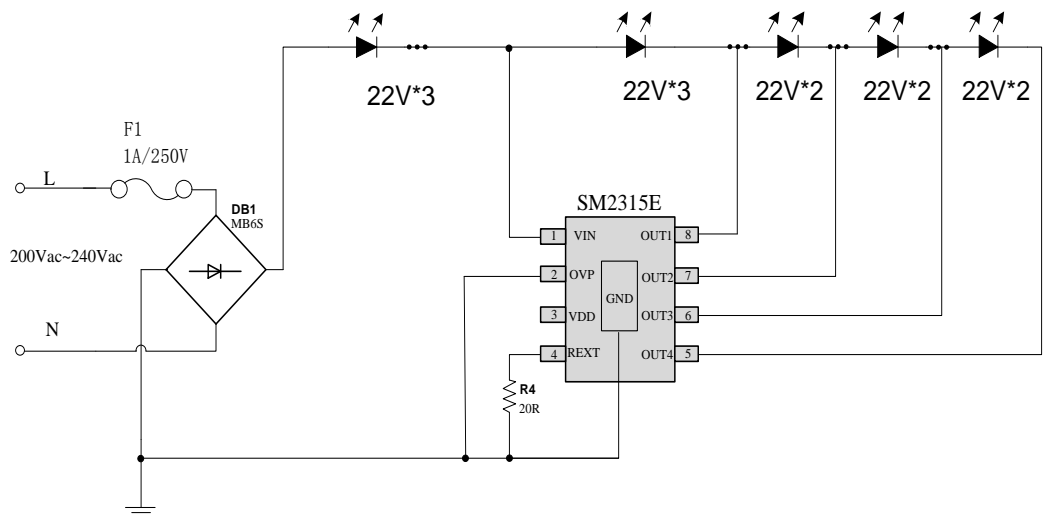 22V*3
22V*3
22V*2
22V*2
22V*2
F1
1A/250V
L
DB1
MB6S
200Vac~240Vac
N
SM2315E
1 VIN OUT1 8
2 OVP OUT2 7
GND
3 VDD OUT3 6
4 REXT OUT4 5
R4
20R